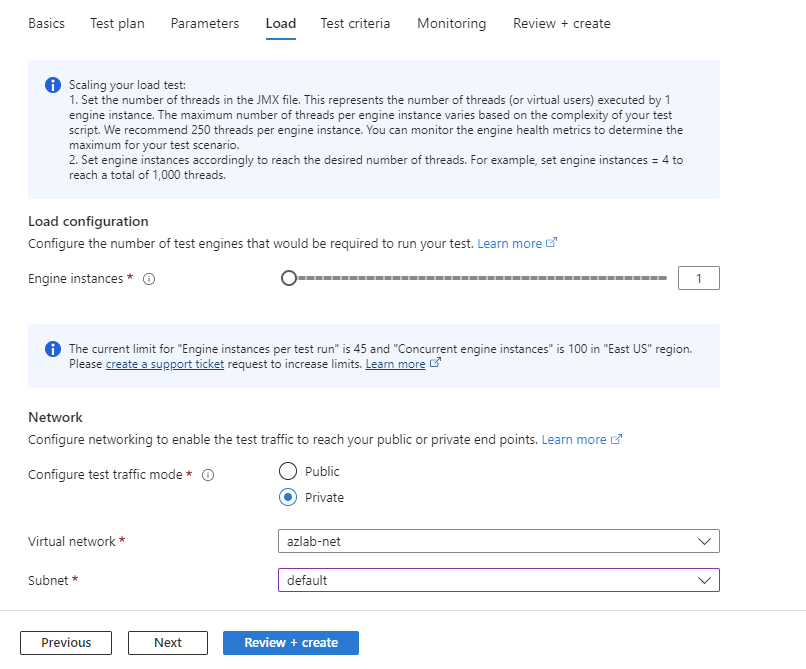 Basics Test plan Parameters Load Test criteria Monitoring Review + create
Scaling your load test:
1. Set the number of threads in the JMX file. This represents the number of threads (or virtual users) executed by 1
engine instance. The maximum number of threads per engine instance varies based on the complexity of your test
script. We recommend 250 threads per engine instance. You can monitor the engine health metrics to determine the
maximum for your test scenario.
2. Set engine instances accordingly to reach the desired number of threads. For example, set engine instances = 4 to
reach a total of 1,000 threads.
Load configuration
Configure the number of test engines that would be required to run your test. Learn more
Engine instances * 1
The current limit for "Engine instances per test run" is 45 and "Concurrent engine instances" is 100 in "East US" region.
Please create a support ticket request to increase limits. Learn more
Network
Configure networking to enable the test traffic to reach your public or private end points. Learn more
Configure test traffic mode * Public
Private
Virtual network * azlab-net
Subnet * default
Previous Next Review + create